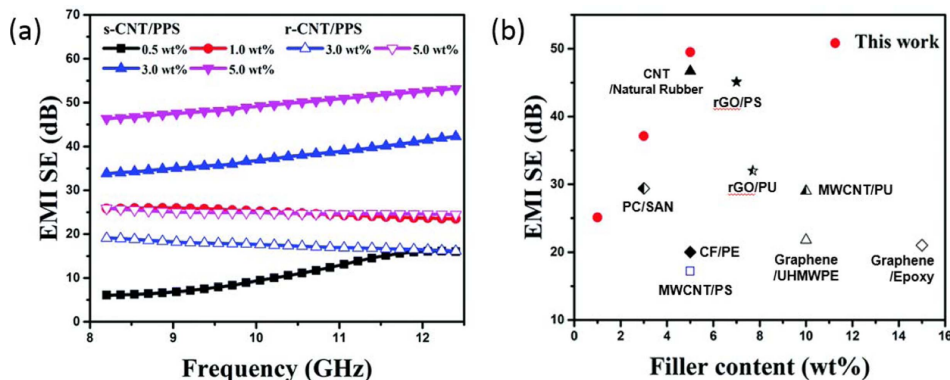 (a)
s-CNT/PPS r-CNT/PPS
0.5 wt% 1.0 wt% 3.0 wt% 5.0 wt%
3.0 wt% 5.0 wt%
EMI SE (dB)
70
60
50
40
30
20
10
0
8 9 10 11 12
Frequency (GHz)
(b)
This work
CNT
/Natural Rubber
rGO/PS
rGO/PU
MWCNT/PU
PC/SAN
CF/PE
MWCNT/PS
Graphene
/UHMWPE
Graphene
/Epoxy
EMI SE (dB)
50
40
30
20
10
0 2 4 6 8 10 12 14 16
Filler content (wt%)